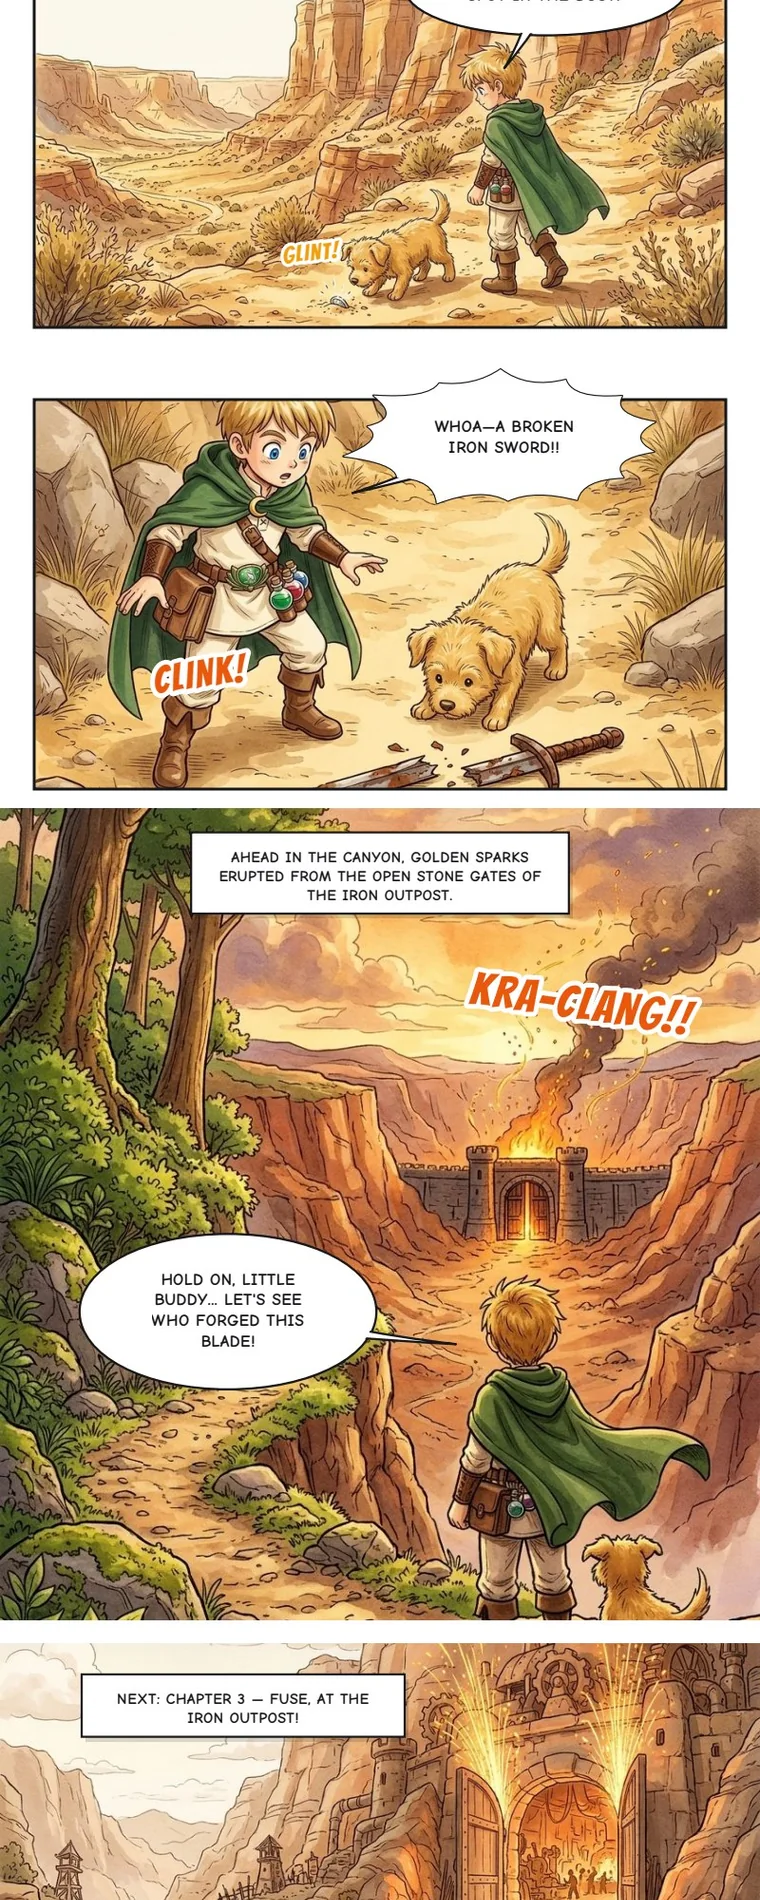 GLINT!
WHOA—A BROKEN
IRON SWORD!!
CLINK!
AHEAD IN THE CANYON, GOLDEN SPARKS
ERUPTED FROM THE OPEN STONE GATES OF
THE IRON OUTPOST.
KRA-CLANG!!
HOLD ON, LITTLE
BUDDY... LET'S SEE
WHO FORGED THIS
BLADE!
NEXT: CHAPTER 3 — FUSE, AT THE
IRON OUTPOST!